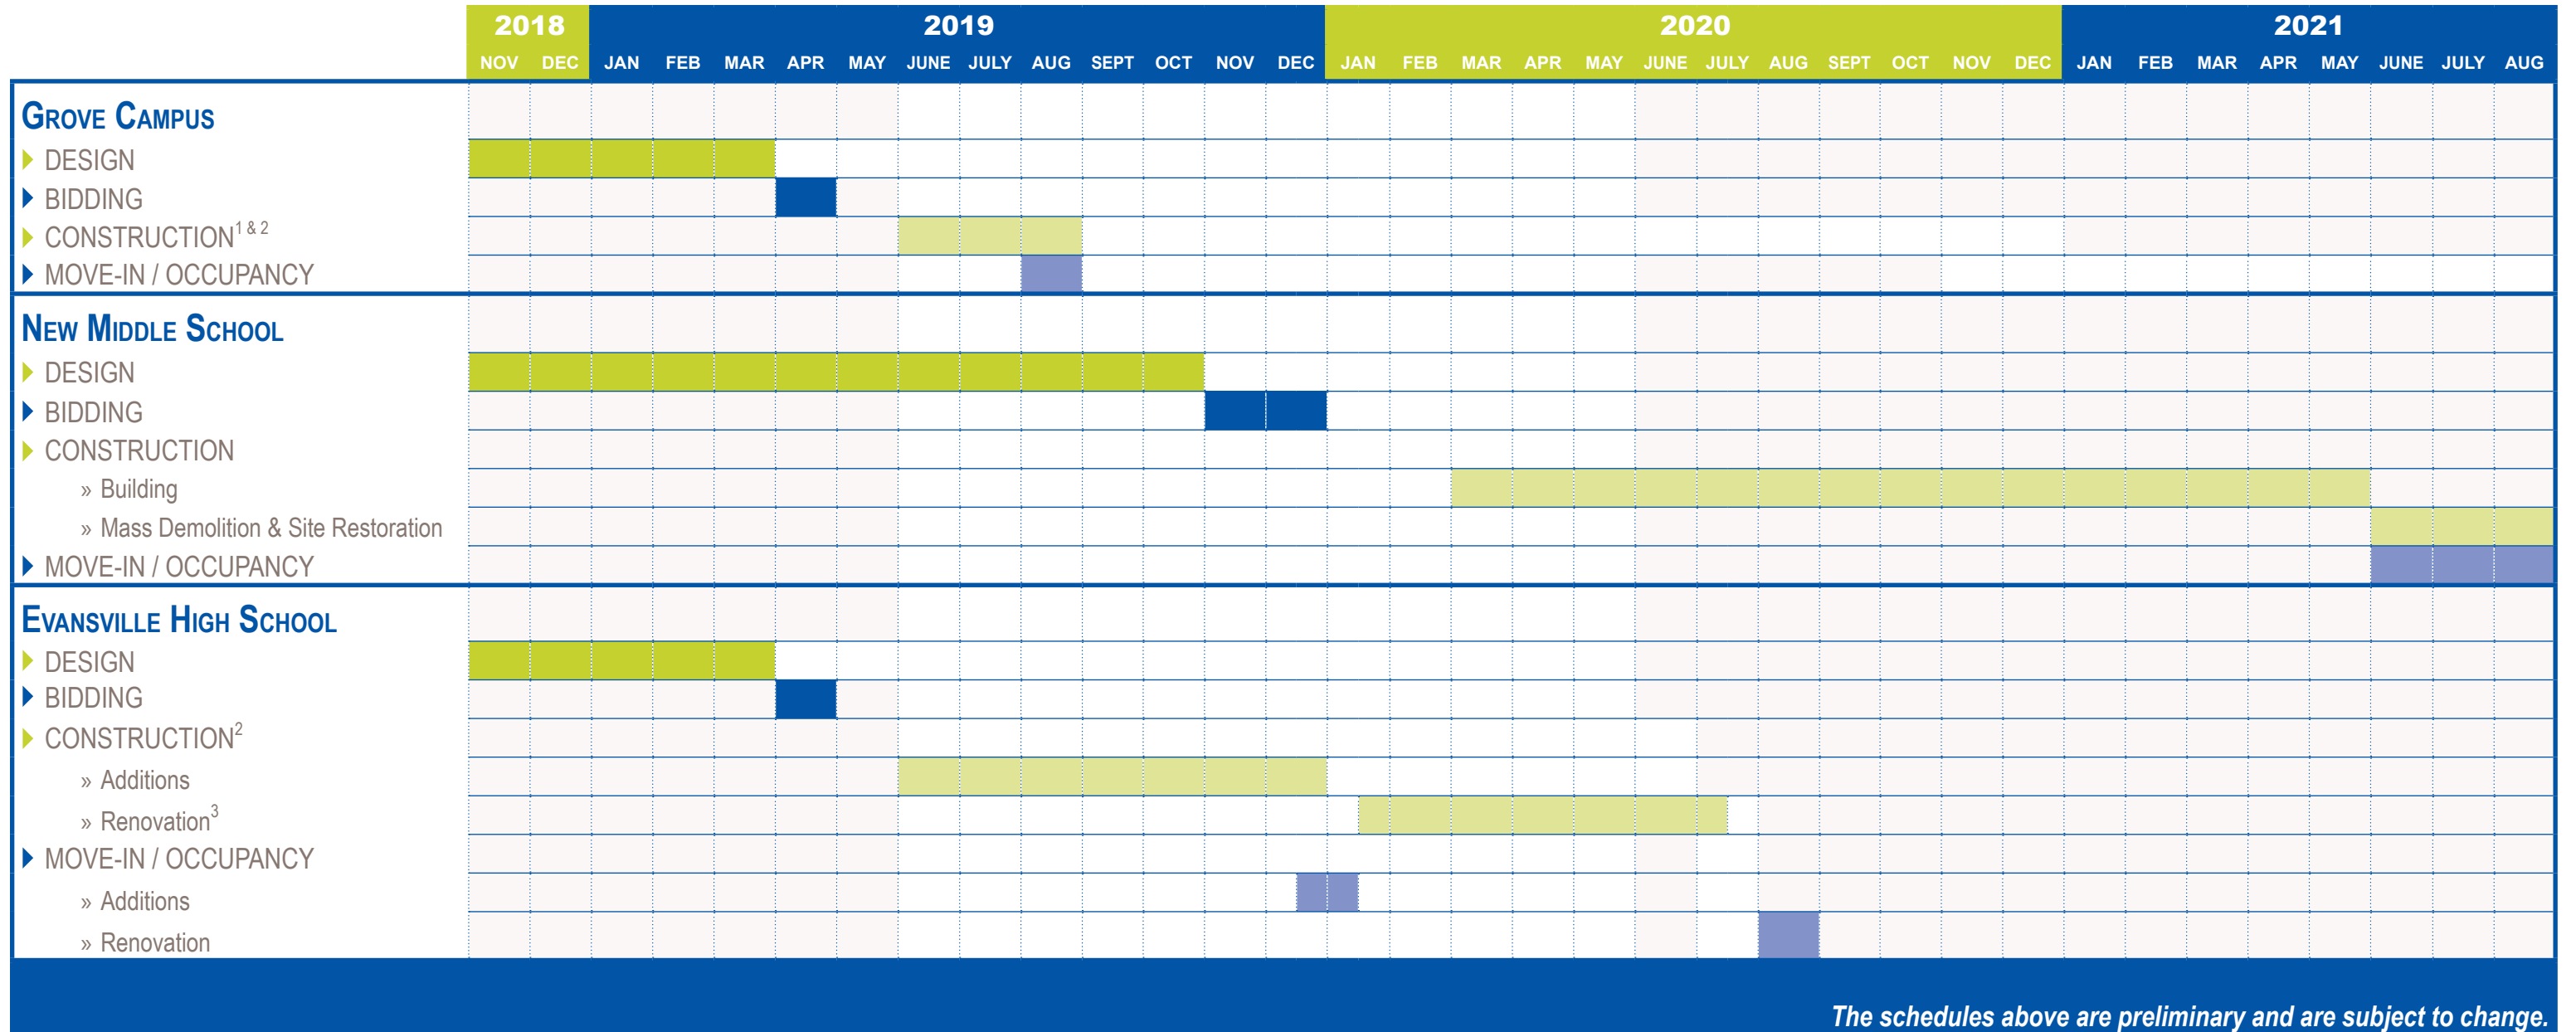 2018 2019 2020 2021
NOV DEC JAN FEB MAR APR MAY JUNE JULY AUG SEPT OCT NOV DEC JAN FEB MAR APR MAY JUNE JULY AUG SEPT OCT NOV DEC JAN FEB MAR APR MAY JUNE JULY AUG
GROVE CAMPUS
DESIGN
BIDDING
CONSTRUCTION1 & 2
MOVE-IN / OCCUPANCY
NEW MIDDLE SCHOOL
DESIGN
BIDDING
CONSTRUCTION
» Building
» Mass Demolition & Site Restoration
MOVE-IN / OCCUPANCY
EVANSVILLE HIGH SCHOOL
DESIGN
BIDDING
CONSTRUCTION2
» Additions
» Renovation3
MOVE-IN / OCCUPANCY
» Additions
» Renovation
The schedules above are preliminary and are subject to change.